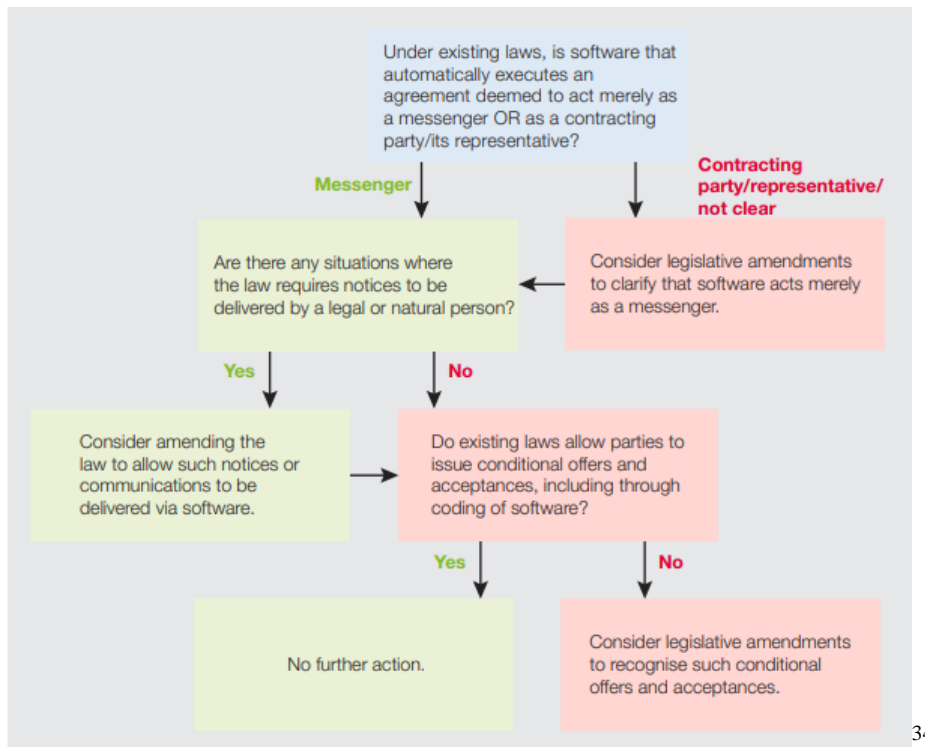 Under existing laws, is software that
automatically executes an
agreement deemed to act merely as
a messenger OR as a contracting
party/its representative?
Messenger
Contracting
party/representative/
not clear
Are there any situations where
the law requires notices to be
delivered by a legal or natural person?
Consider legislative amendments
to clarify that software acts merely
as a messenger.
Yes
No
Consider amending the
law to allow such notices or
communications to be
delivered via software.
Do existing laws allow parties to
issue conditional offers and
acceptances, including through
coding of software?
Yes
No
No further action.
Consider legislative amendments
to recognise such conditional
offers and acceptances.